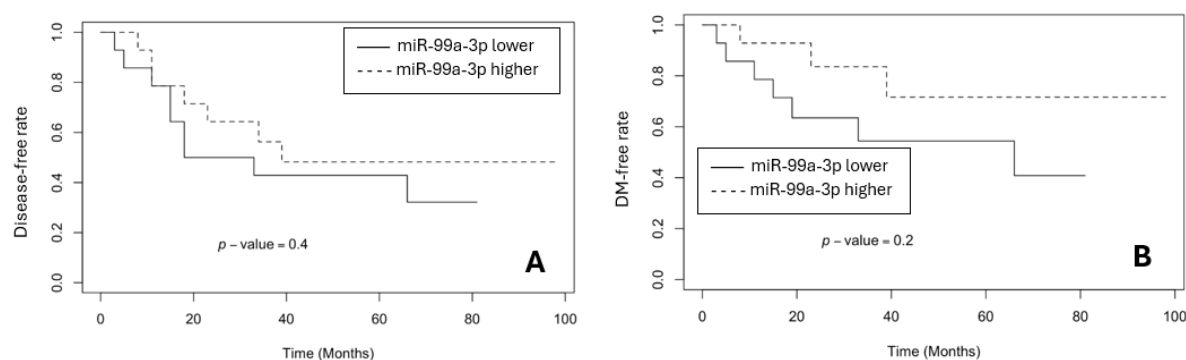 miR-99a-3p lower
miR-99a-3p higher
Disease-free rate
1.0
0.8
0.6
0.4
0.2
0.0
p – value = 0.4
A
0
20
40
60
80
100
Time (Months)
DM-free rate
1.0
0.8
0.6
0.4
0.2
0.0
miR-99a-3p lower
miR-99a-3p higher
p – value = 0.2
B
0
20
40
60
80
100
Time (Months)